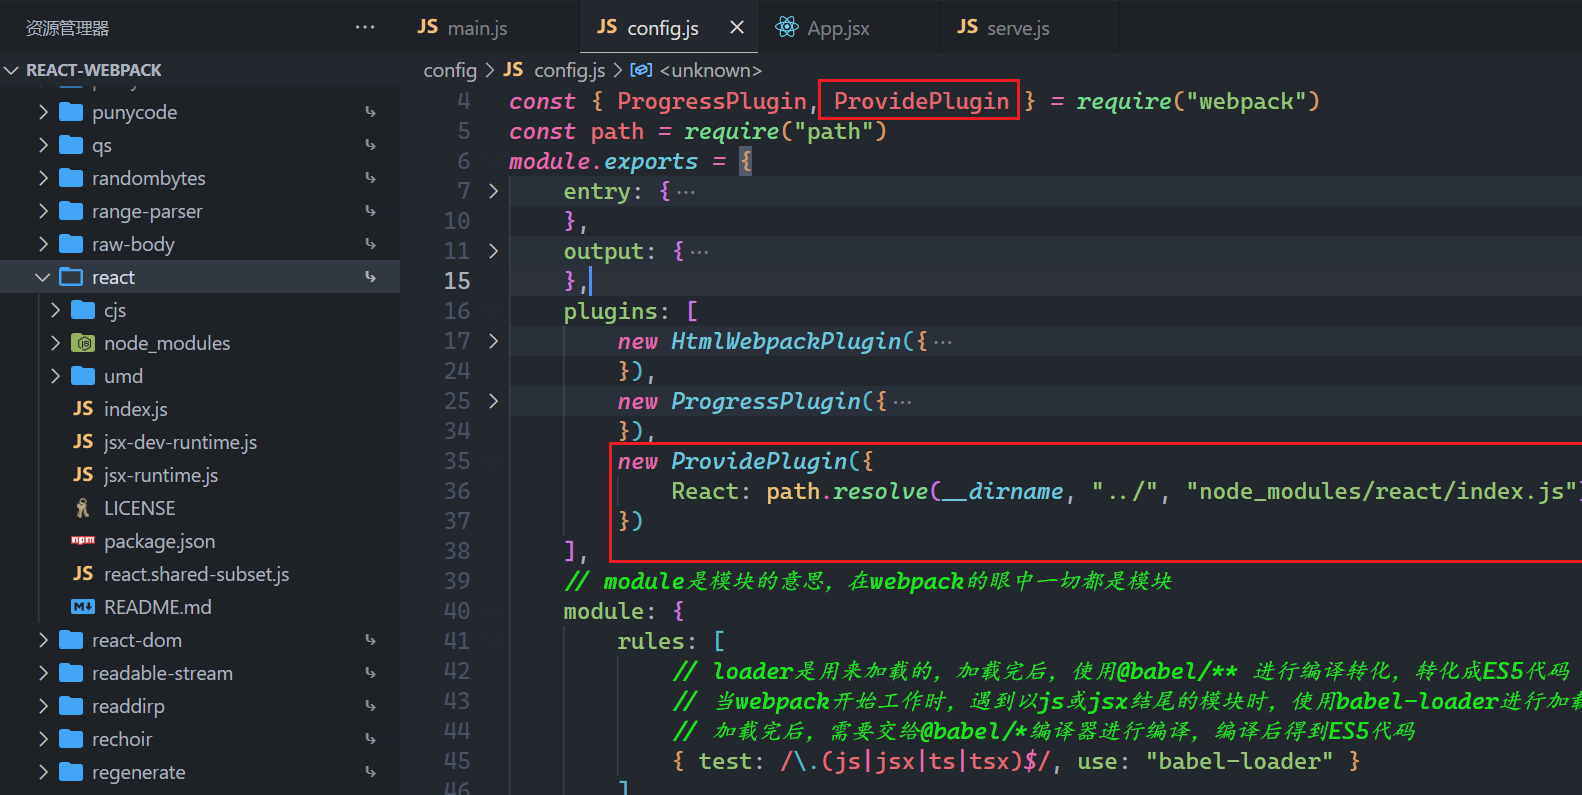 资源管理器 ···
REACT-WEBPACK
punycode
qs
randombytes
range-parser
raw-body
react
cjs
node_modules
umd
index.js
jsx-dev-runtime.js
jsx-runtime.js
LICENSE
package.json
react.shared-subset.js
README.md
react-dom
readable-stream
readdirp
rechoir
regenerate
JS main.js
JS config.js ×
App.jsx
JS serve.js
config > JS config.js > <unknown>
4 const { ProgressPlugin, ProvidePlugin } = require("webpack")
5 const path = require("path")
6 module.exports = {
7 entry: { ···
10 },
11 output: { ···
15 },
16 plugins: [
17 new HtmlWebpackPlugin({ ···
24 }),
25 new ProgressPlugin({ ···
34 }),
35 new ProvidePlugin({
36 React: path.resolve(__dirname, "../", "node_modules/react/index.js")
37 })
38 ],
39 // module是模块的意思，在webpack的眼中一切都是模块
40 module: {
41 rules: [
42 // loader是用来加载的，加载完后，使用@babel/** 进行编译转化，转化成ES5代码
43 // 当webpack开始工作时，遇到以js或jsx结尾的模块时，使用babel-loader进行加载
44 // 加载完后，需要交给@babel/*编译器进行编译，编译后得到ES5代码
45 { test: /\.(js|jsx|ts|tsx)$/, use: "babel-loader" }
46 ]